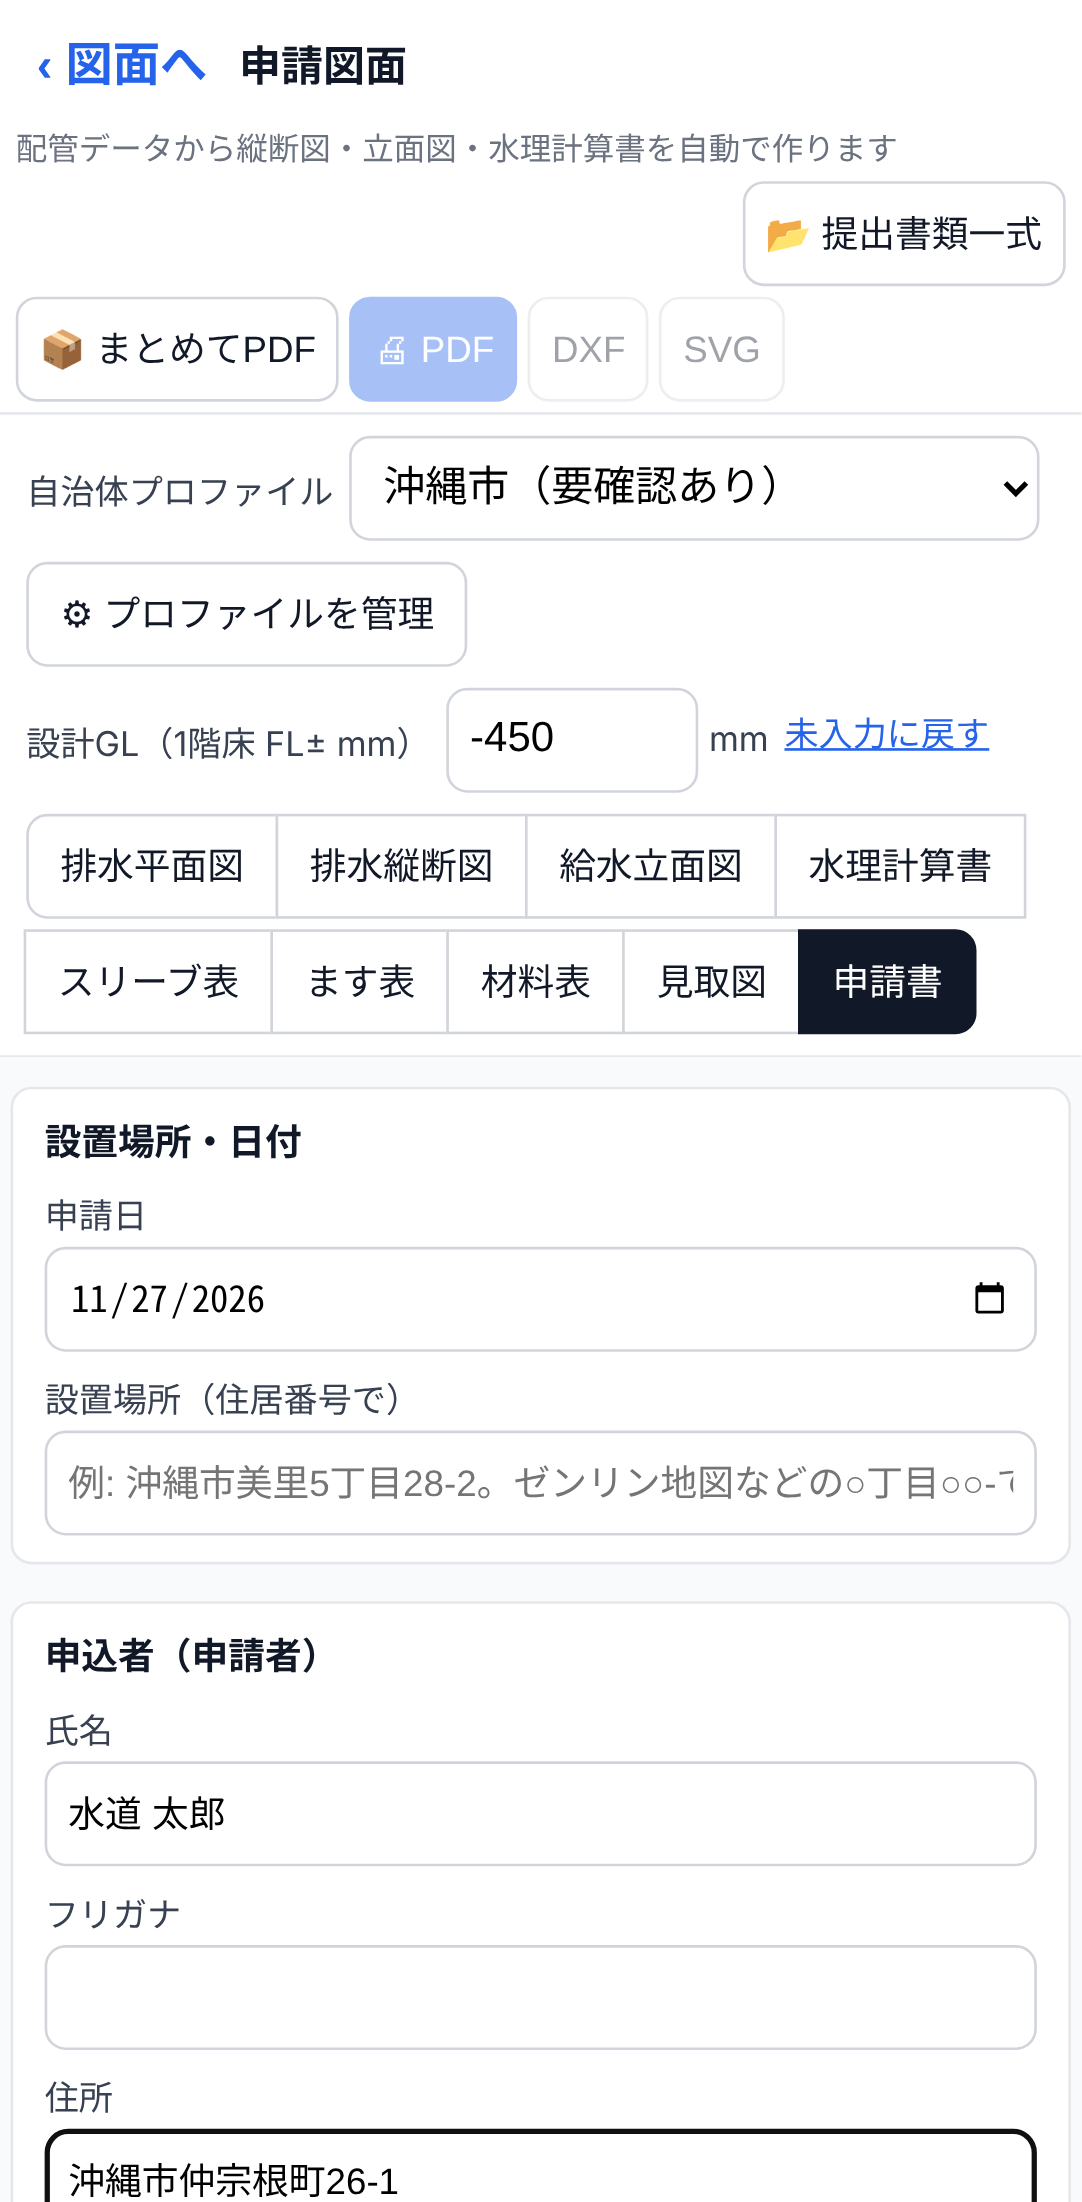 ‹ 図面へ 申請図面
配管データから縦断図・立面図・水理計算書を自動で作ります
📂 提出書類一式
📦 まとめてPDF 🖨 PDF DXF SVG
自治体プロファイル 沖縄市（要確認あり）
⚙ プロファイルを管理
設計GL（1階床 FL± mm） -450 mm 未入力に戻す
排水平面図 排水縦断図 給水立面図 水理計算書
スリーブ表 ます表 材料表 見取図 申請書
設置場所・日付
申請日
11/27/2026
設置場所（住居番号で）
例: 沖縄市美里5丁目28-2。ゼンリン地図などの○丁目○○-
申込者（申請者）
氏名
水道 太郎
フリガナ
住所
沖縄市仲宗根町26-1